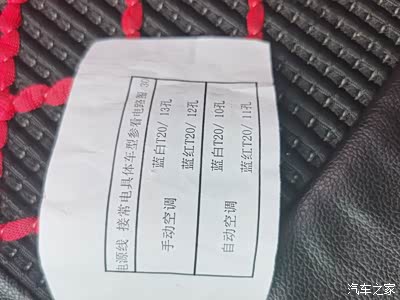 电源线 接常电具体车型参看电路图
手动空调
蓝白T20/ 13孔
蓝红T20/ 12孔
自动空调
蓝白T20/ 10孔
蓝红T20/ 11孔
汽车之家